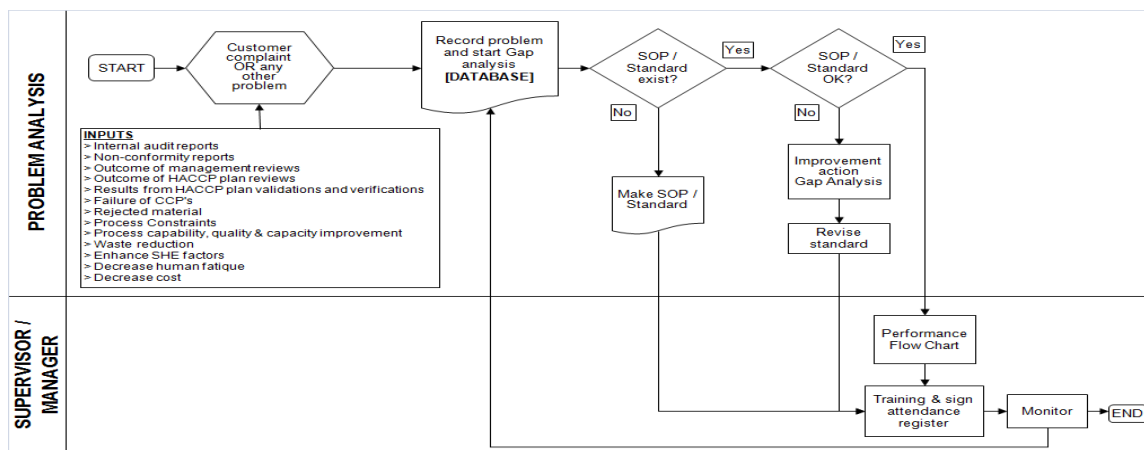 PROBLEM ANALYSIS
START
Customer
complaint
OR any
other
problem
Record problem
and start Gap
analysis
[DATABASE]
SOP /
Standard
exist?
Yes
SOP /
Standard
OK?
Yes
No
No
INPUTS
> Internal audit reports
> Non-conformity reports
> Outcome of management reviews
> Outcome of HACCP plan reviews
> Results from HACCP plan validations and verifications
> Failure of CCP's
> Rejected material
> Process Constraints
> Process capability, quality & capacity improvement
> Waste reduction
> Enhance SHE factors
> Decrease human fatique
> Decrease cost
Make SOP /
Standard
Improvement
action
Gap Analysis
Revise
standard
SUPERVISOR /
MANAGER
Performance
Flow Chart
Training & sign
attendance
register
Monitor
END